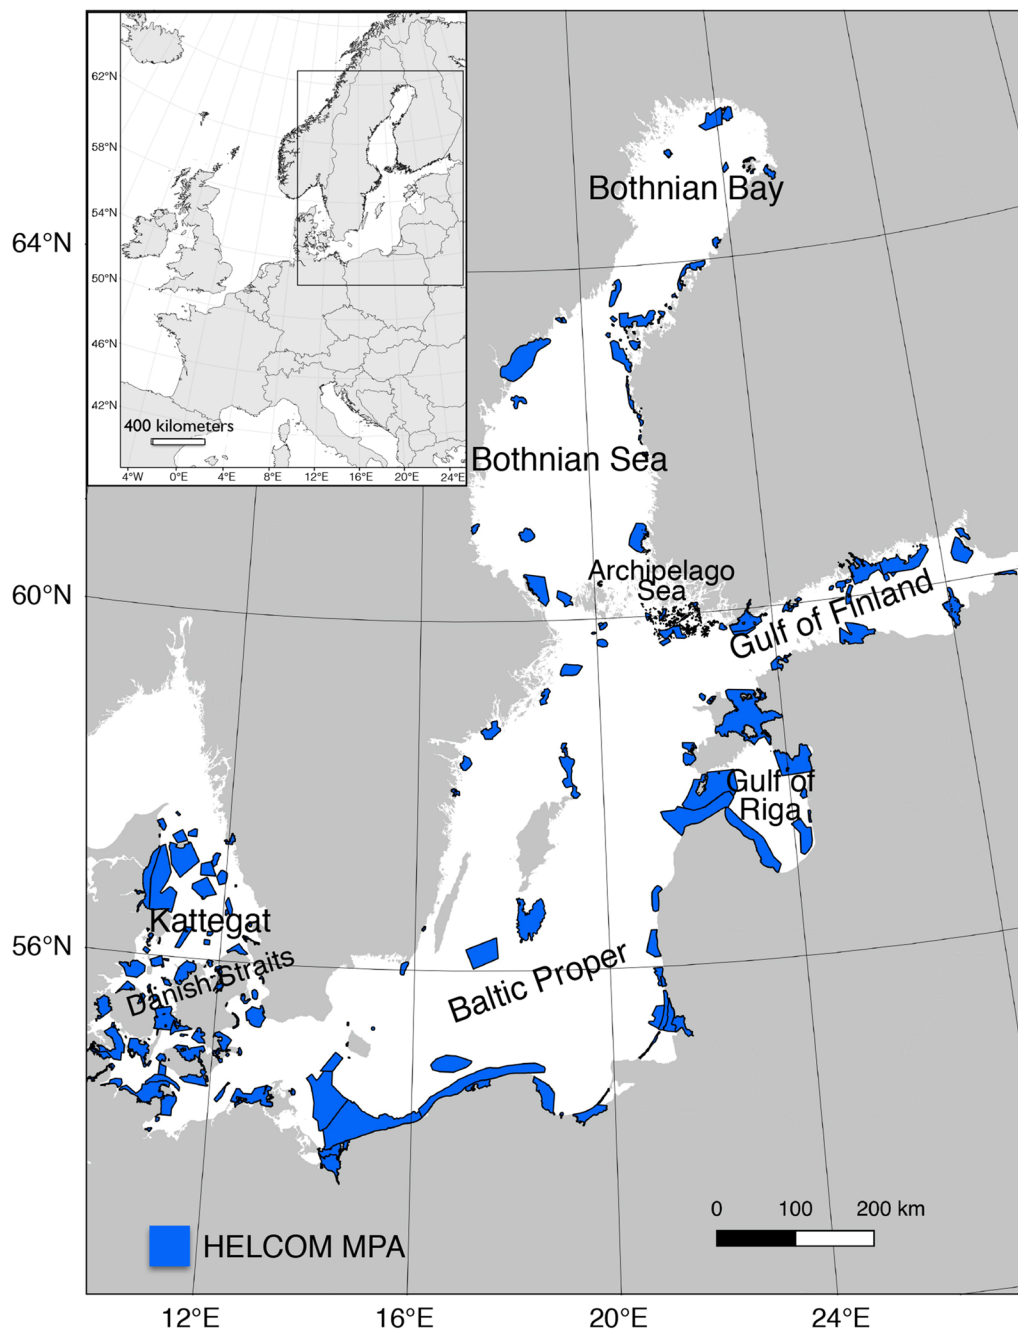 62°N
58°N
54°N
50°N
46°N
42°N
400 kilometers
4°W 0°E 4°E 8°E 12°E 16°E 20°E 24°E
Bothnian Bay
64°N
Bothnian Sea
Archipelago
Sea
60°N
Gulf of Finland
Gulf of
Riga
Kattegat
56°N
Danish Straits
Baltic Proper
0 100 200 km
HELCOM MPA
12°E 16°E 20°E 24°E